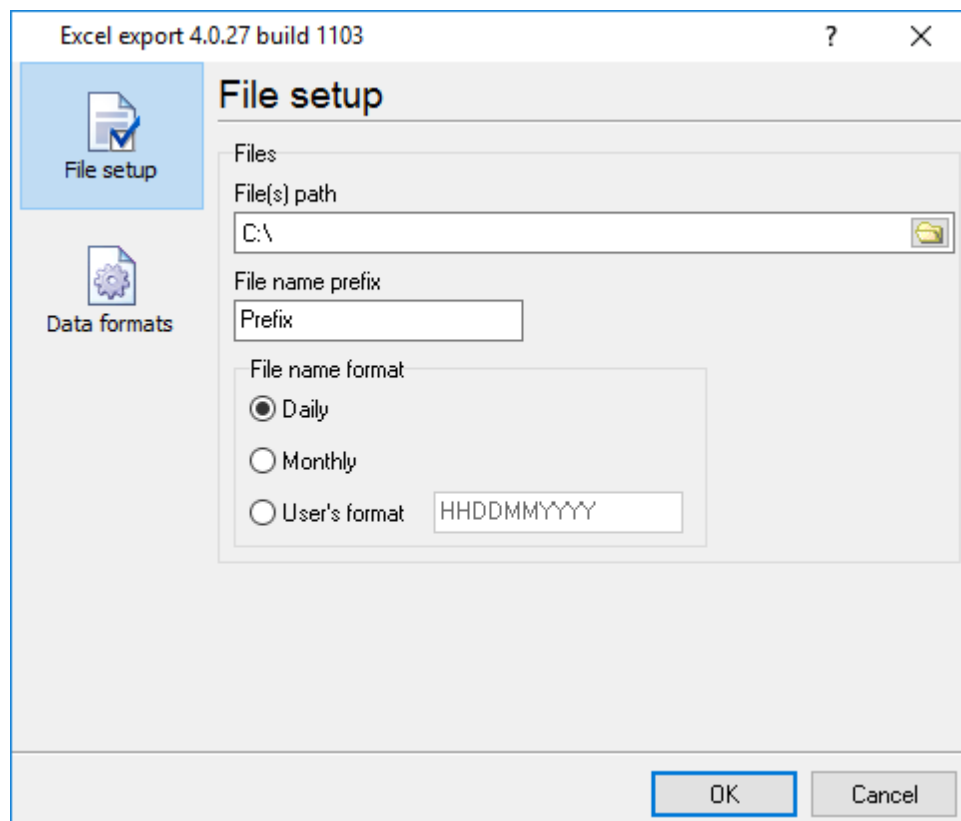 Excel export 4.0.27 build 1103 ?
File setup
Data formats
File setup
Files
File(s) path
C:\
File name prefix
Prefix
File name format
Daily
Monthly
User's format HHDDMMYYYY
OK Cancel